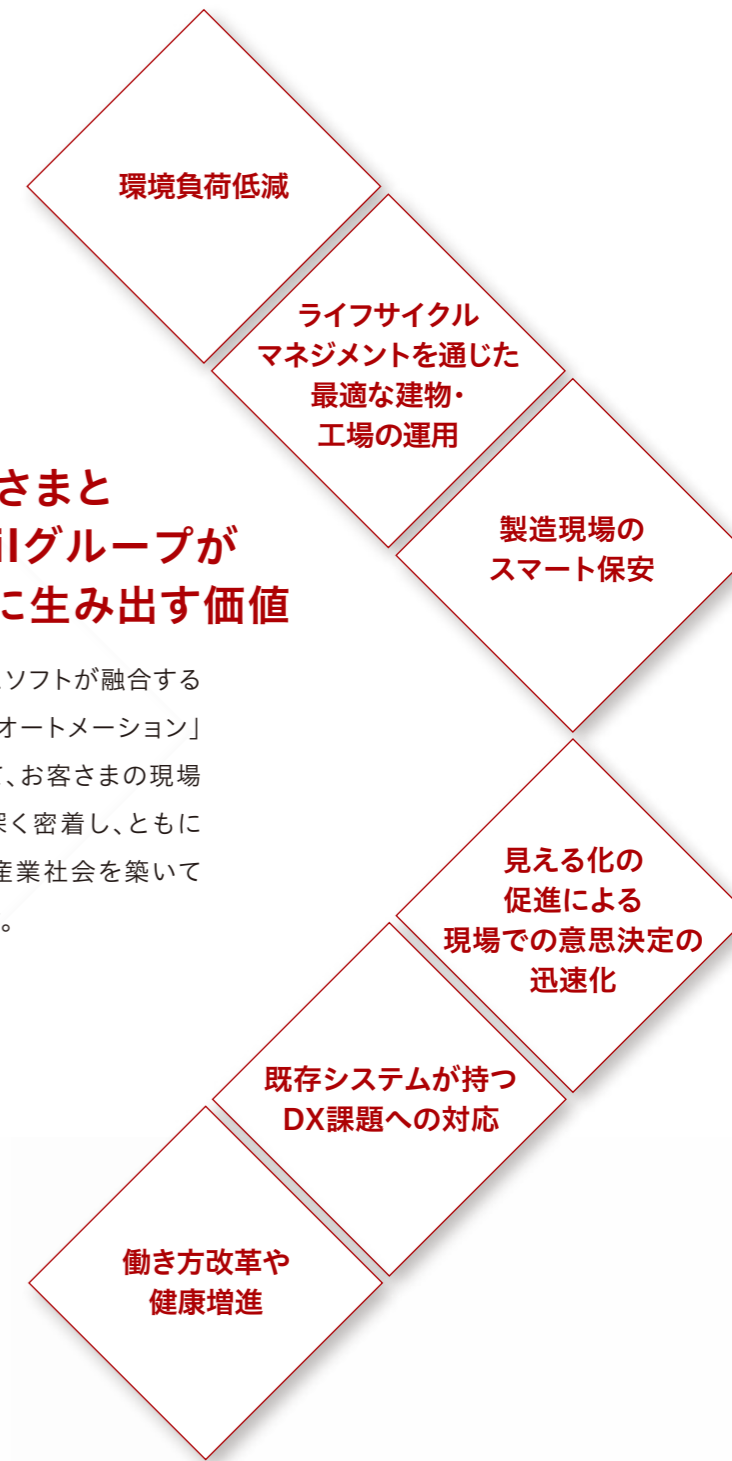 環境負荷低減
ライフサイクル
マネジメントを通じた
最適な建物・
工場の運用
製造現場の
スマート保安
さまと
ilグループが
に生み出す価値
ソフトが融合する
オートメーション」
、お客さまの現場
深く密着し、ともに
産業社会を築いて
。
見える化の
促進による
現場での意思決定の
迅速化
既存システムが持つ
DX課題への対応
働き方改革や
健康増進